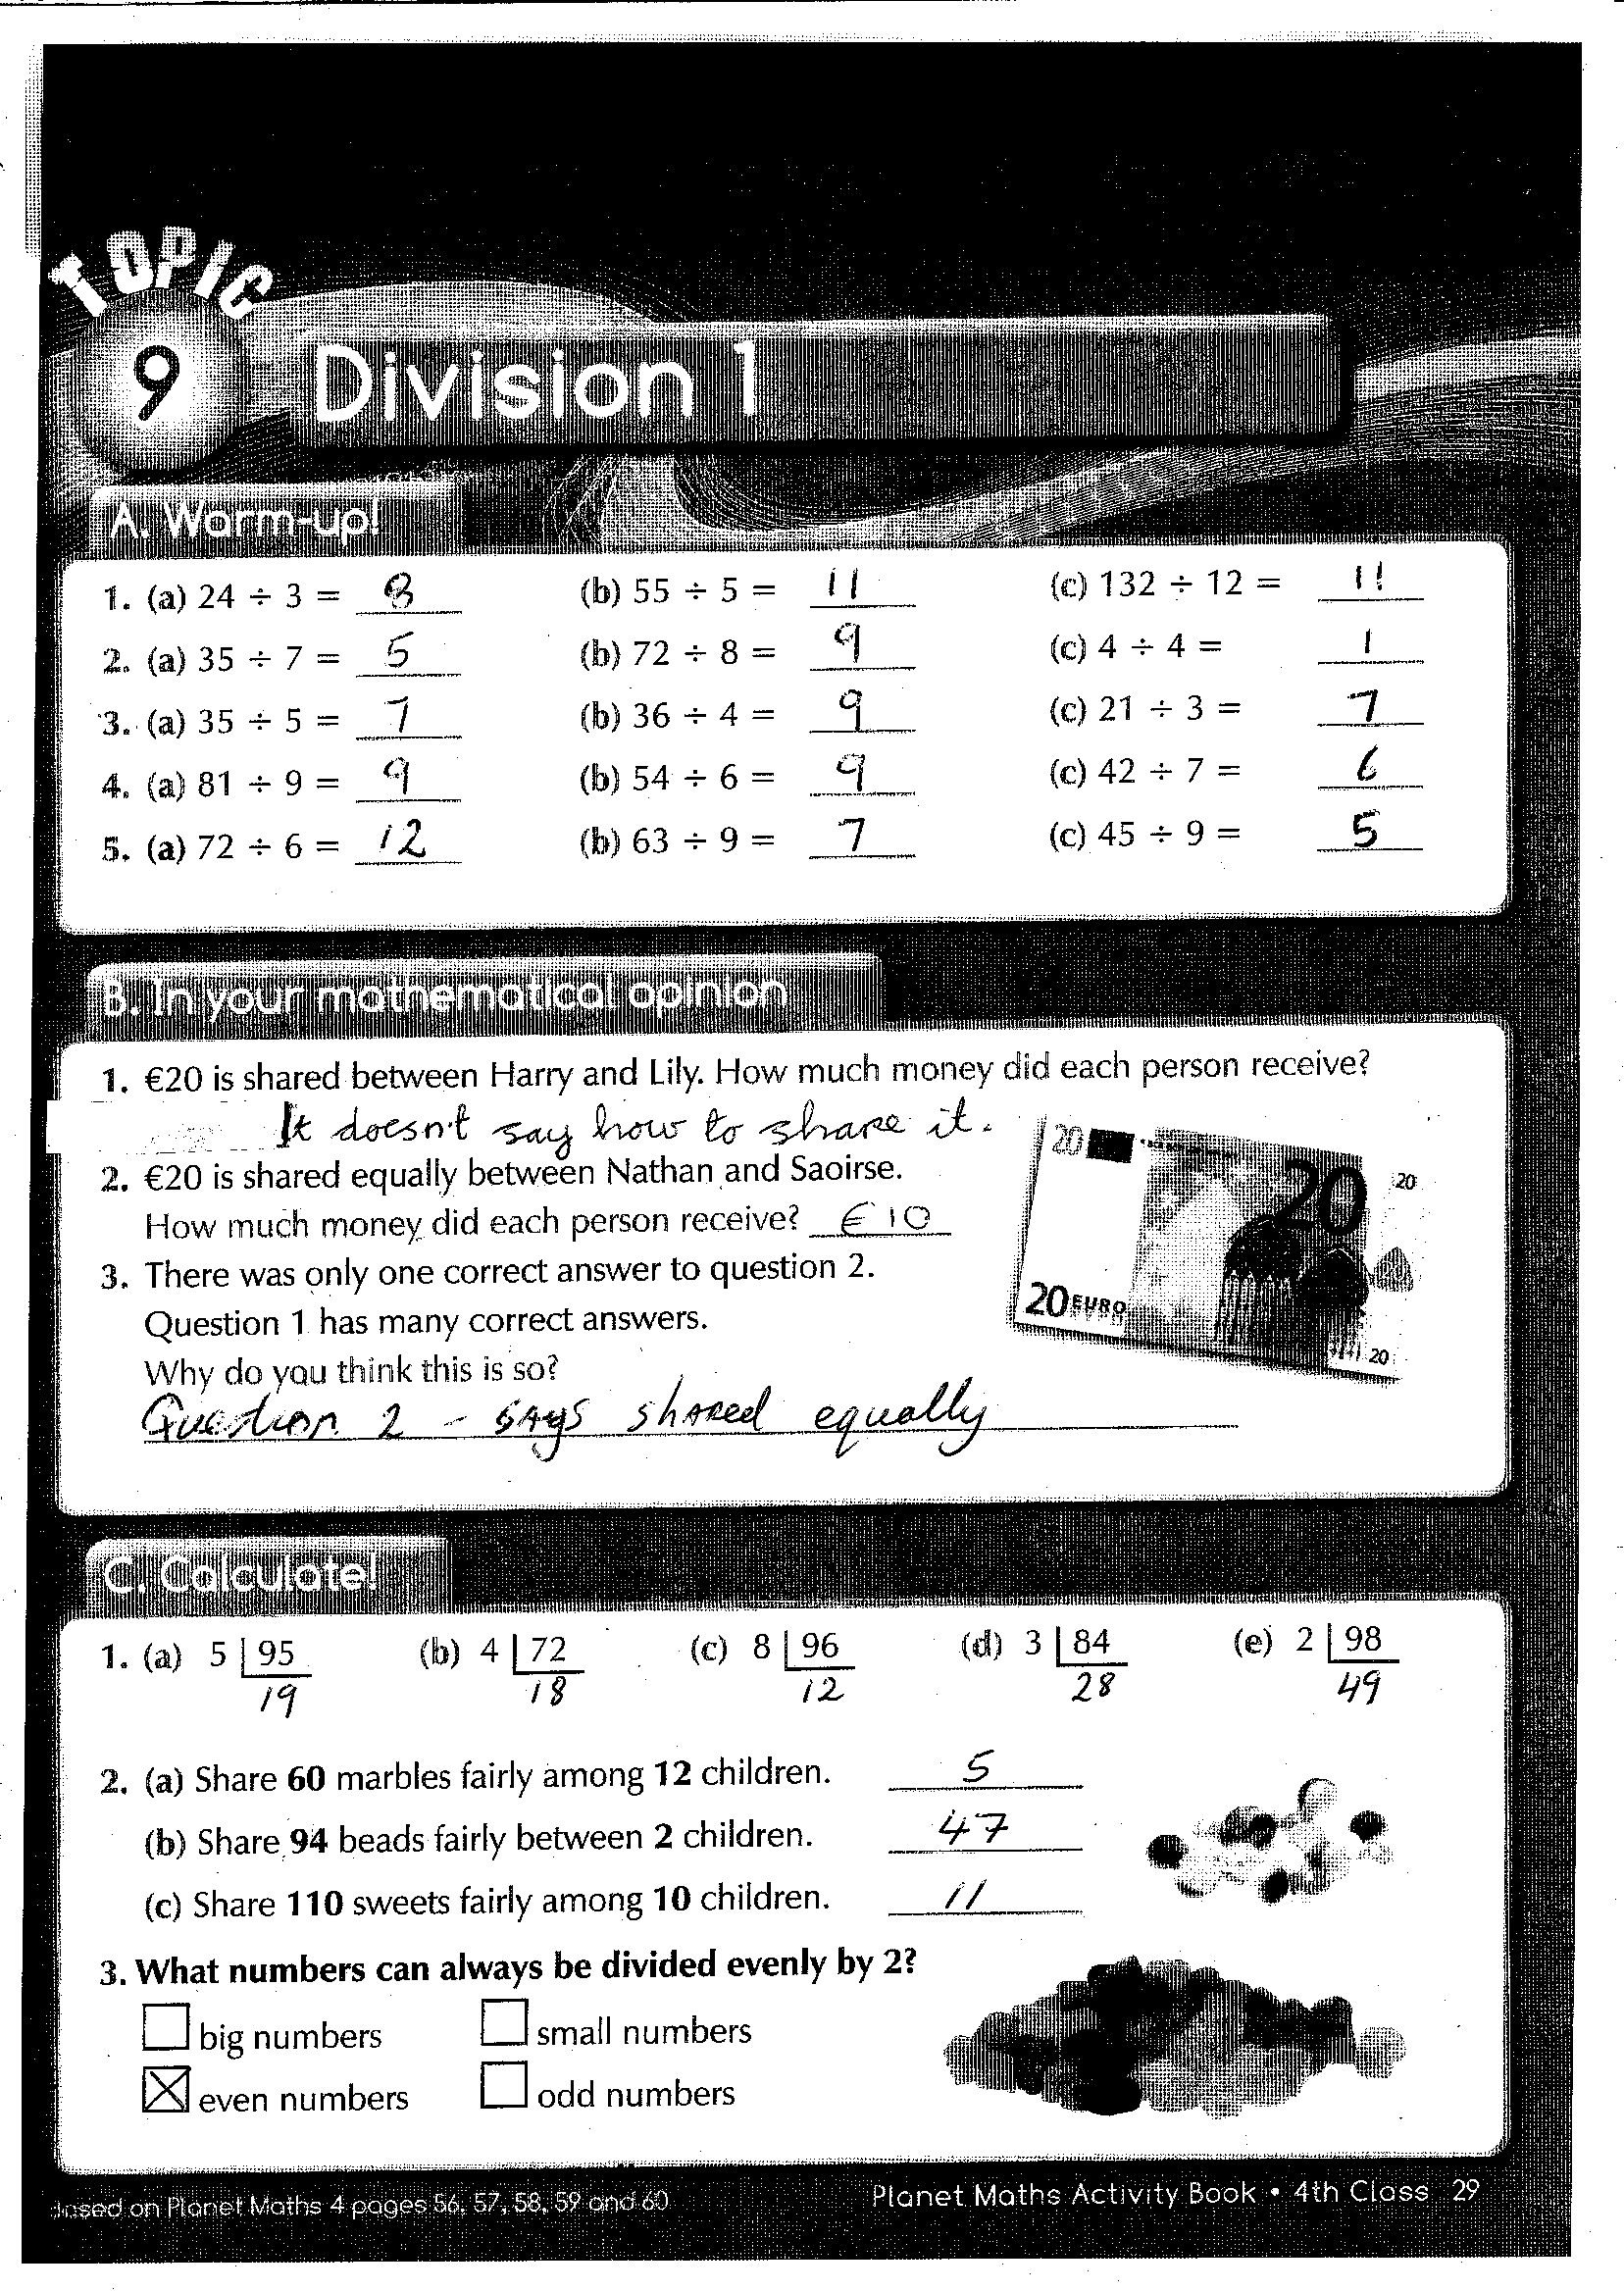 TOPIC
9 Division 1
A. Warm-up!
1. (a) 24 ÷ 3 = 8 (b) 55 ÷ 5 = 11 (c) 132 ÷ 12 = 11
2. (a) 35 ÷ 7 = 5 (b) 72 ÷ 8 = 9 (c) 4 ÷ 4 = 1
3. (a) 35 ÷ 5 = 7 (b) 36 ÷ 4 = 9 (c) 21 ÷ 3 = 7
4. (a) 81 ÷ 9 = 9 (b) 54 ÷ 6 = 9 (c) 42 ÷ 7 = 6
5. (a) 72 ÷ 6 = 12 (b) 63 ÷ 9 = 7 (c) 45 ÷ 9 = 5
B. In your mathematical opinion
1. €20 is shared between Harry and Lily. How much money did each person receive?
It doesn't say how to share it.
2. €20 is shared equally between Nathan and Saoirse.
How much money did each person receive? €10
3. There was only one correct answer to question 2.
Question 1 has many correct answers.
Why do you think this is so?
Question 2 - says shared equally
20
20
20
20 EURO
20
C. Calculate!
1. (a) 5 95 (b) 4 72 (c) 8 96 (d) 3 84 (e) 2 98
19 18 12 28 49
2. (a) Share 60 marbles fairly among 12 children. 5
(b) Share 94 beads fairly between 2 children. 47
(c) Share 110 sweets fairly among 10 children. 11
3. What numbers can always be divided evenly by 2?
big numbers small numbers
even numbers odd numbers
Based on Planet Maths 4 pages 56, 57, 58, 59 and 60 Planet Maths Activity Book • 4th Class 29